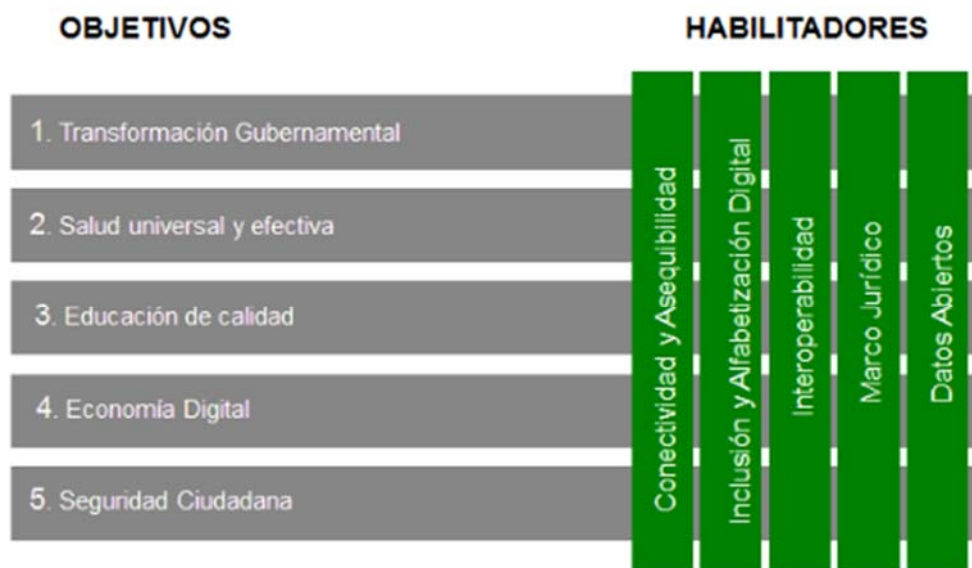 OBJETIVOS
HABILITADORES
1. Transformación Gubernamental
2. Salud universal y efectiva
3. Educación de calidad
4. Economía Digital
5. Seguridad Ciudadana
Conectividad y Asequibilidad
Inclusión y Alfabetización Digital
Interoperabilidad
Marco Jurídico
Datos Abiertos